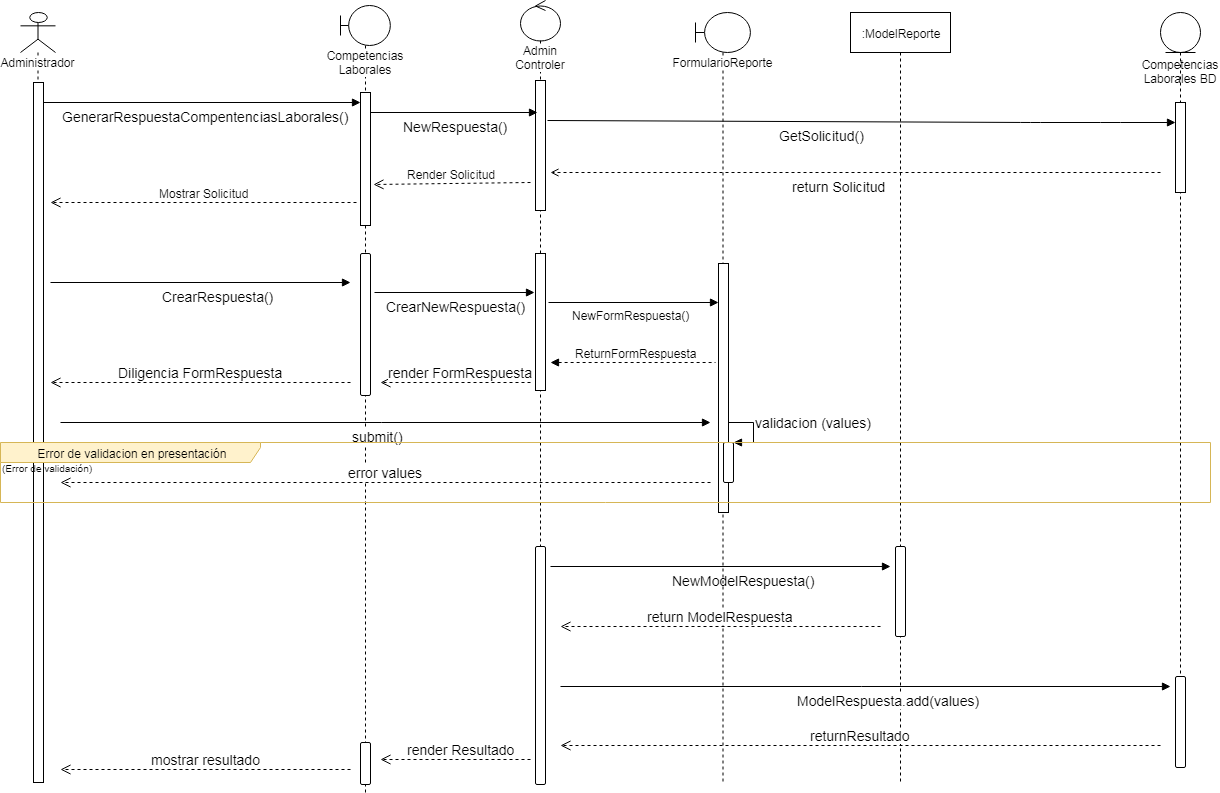 Administrador
Competencias
Laborales
Admin
Controler
FormularioReporte
:ModelReporte
Competencias
Laborales BD
GenerarRespuestaCompentenciasLaborales()
NewRespuesta()
GetSolicitud()
Render Solicitud
return Solicitud
Mostrar Solicitud
CrearRespuesta()
CrearNewRespuesta()
NewFormRespuesta()
ReturnFormRespuesta
Diligencia FormRespuesta
render FormRespuesta
validacion (values)
submit()
Error de validacion en presentación
(Error de validación)
error values
NewModelRespuesta()
return ModelRespuesta
ModelRespuesta.add(values)
returnResultado
render Resultado
mostrar resultado